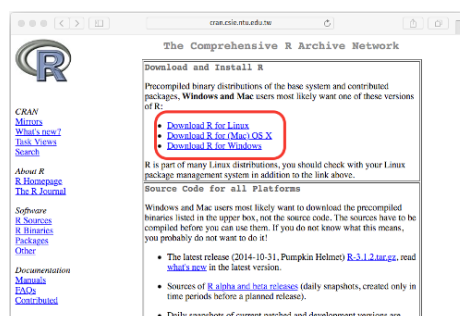 cran.csie.ntu.edu.tw
The Comprehensive R Archive Network
R
CRAN
Mirrors
What's new?
Task Views
Search
About R
R Homepage
The R Journal
Software
R Sources
R Binaries
Packages
Other
Documentation
Manuals
FAQs
Contributed
Download and Install R
Precompiled binary distributions of the base system and contributed
packages, Windows and Mac users most likely want one of these versions
of R:
• Download R for Linux
• Download R for (Mac) OS X
• Download R for Windows
R is part of many Linux distributions, you should check with your Linux
package management system in addition to the link above.
Source Code for all Platforms
Windows and Mac users most likely want to download the precompiled
binaries listed in the upper box, not the source code. The sources have to be
compiled before you can use them. If you do not know what this means,
you probably do not want to do it!
• The latest release (2014-10-31, Pumpkin Helmet) R-3.1.2.tar.gz, read
what's new in the latest version.
• Sources of R alpha and beta releases (daily snapshots, created only in
time periods before a planned release).
• Daily snapshots of current patched and development versions are